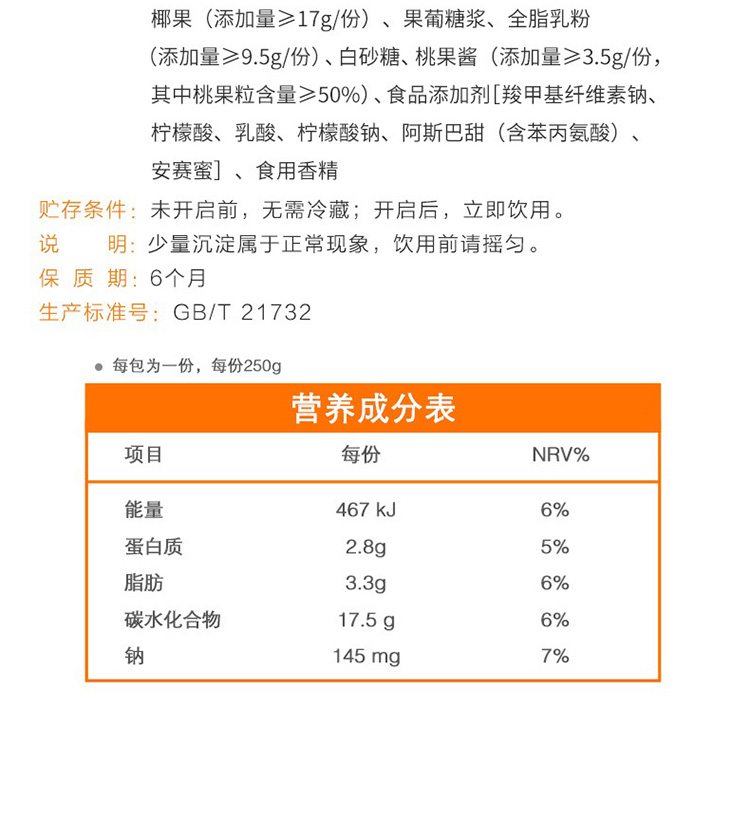 椰果（添加量≥17g/份）、果葡糖浆、全脂乳粉
(添加量≥9.5g/份)、白砂糖、桃果酱（添加量≥3.5g/份，
其中桃果粒含量≥50%）、食品添加剂[羧甲基纤维素钠、
柠檬酸、乳酸、柠檬酸钠、阿斯巴甜（含苯丙氨酸）、
安赛蜜］、食用香精
贮存条件：未开启前，无需冷藏；开启后，立即饮用。
说 明：少量沉淀属于正常现象，饮用前请摇匀。
保 质 期：6个月
生产标准号：GB/T 21732
● 每包为一份，每份250g
营养成分表
项目 每份 NRV%
能量 467 kJ 6%
蛋白质 2.8g 5%
脂肪 3.3g 6%
碳水化合物 17.5 g 6%
钠 145 mg 7%